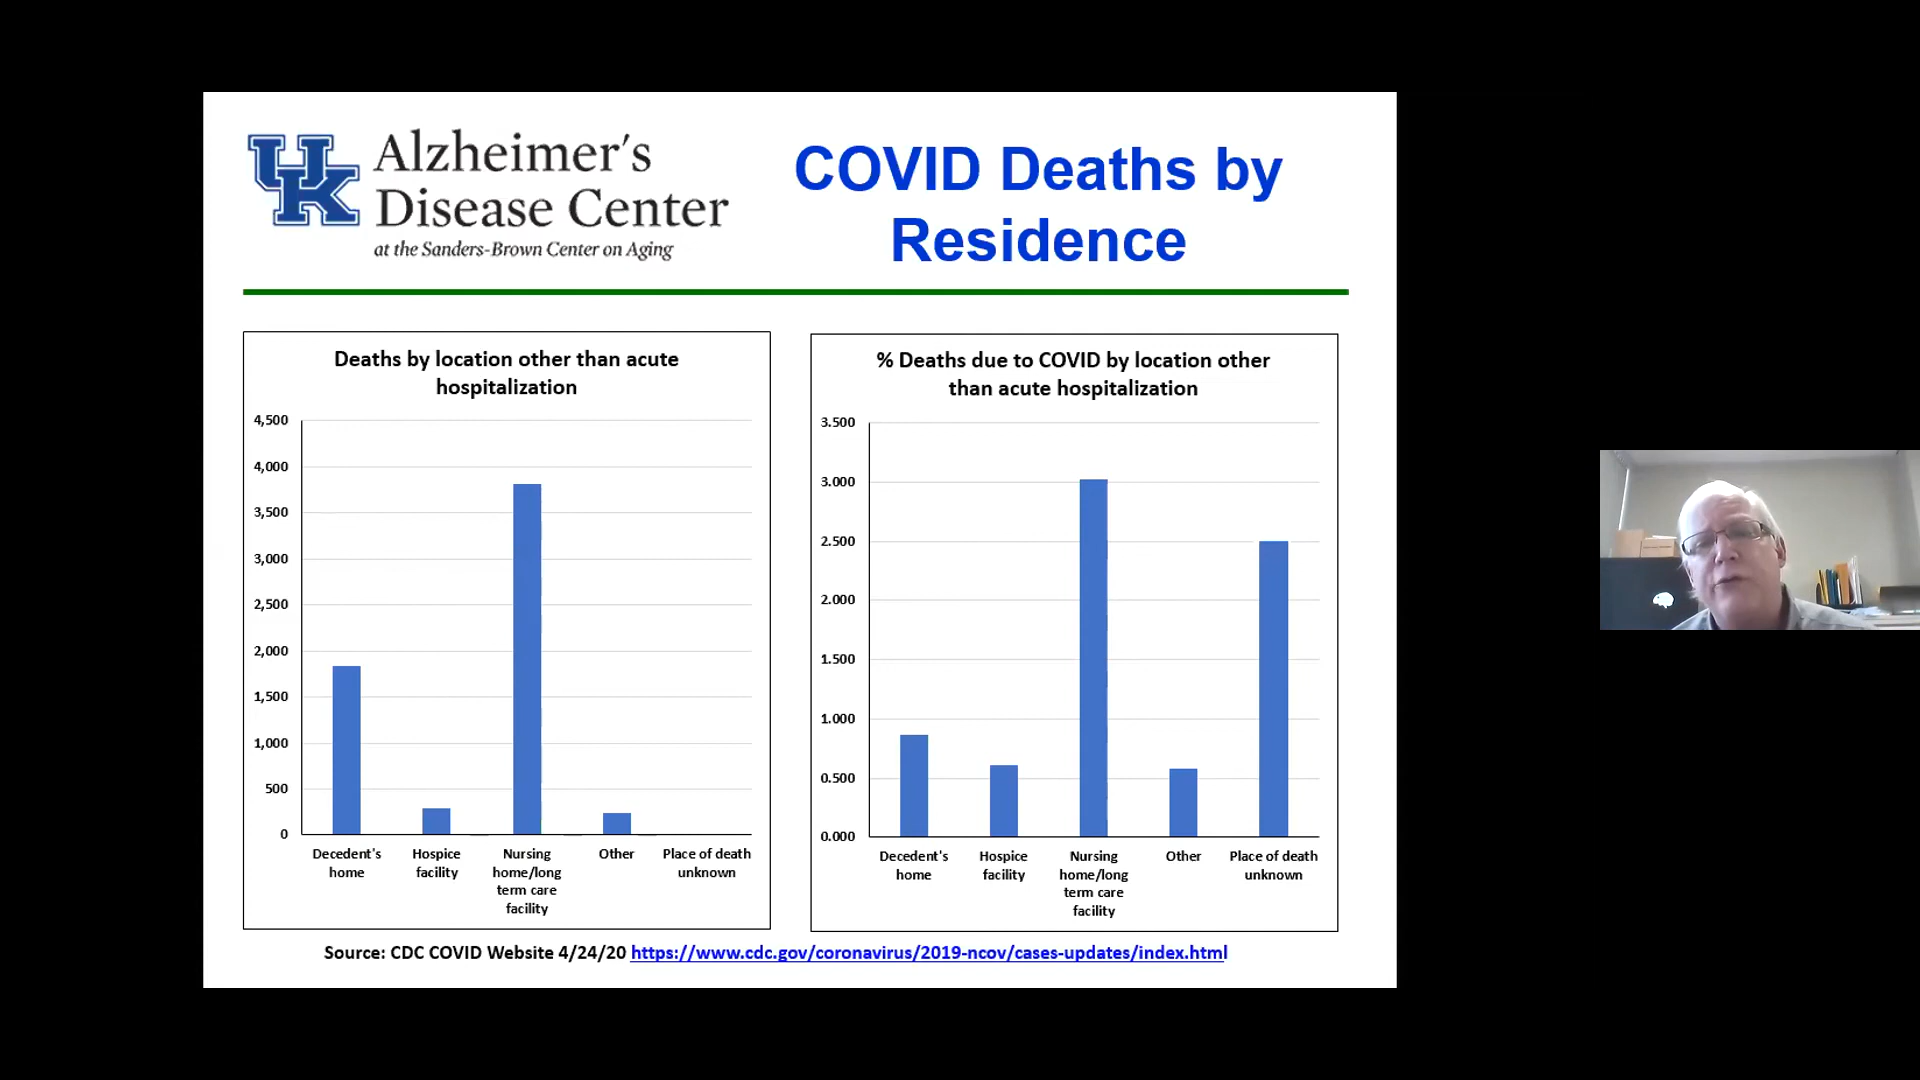 UK
Alzheimer's
Disease Center
at the Sanders-Brown Center on Aging
COVID Deaths by
Residence
Deaths by location other than acute
hospitalization
4,500
4,000
3,500
3,000
2,500
2,000
1,500
1,000
500
0
Decedent's
home
Hospice
facility
Nursing
home/long
term care
facility
Other
Place of death
unknown
% Deaths due to COVID by location other
than acute hospitalization
3.500
3.000
2.500
2.000
1.500
1.000
0.500
0.000
Decedent's
home
Hospice
facility
Nursing
home/long
term care
facility
Other
Place of death
unknown
Source: CDC COVID Website 4/24/20 https://www.cdc.gov/coronavirus/2019-ncov/cases-updates/index.html